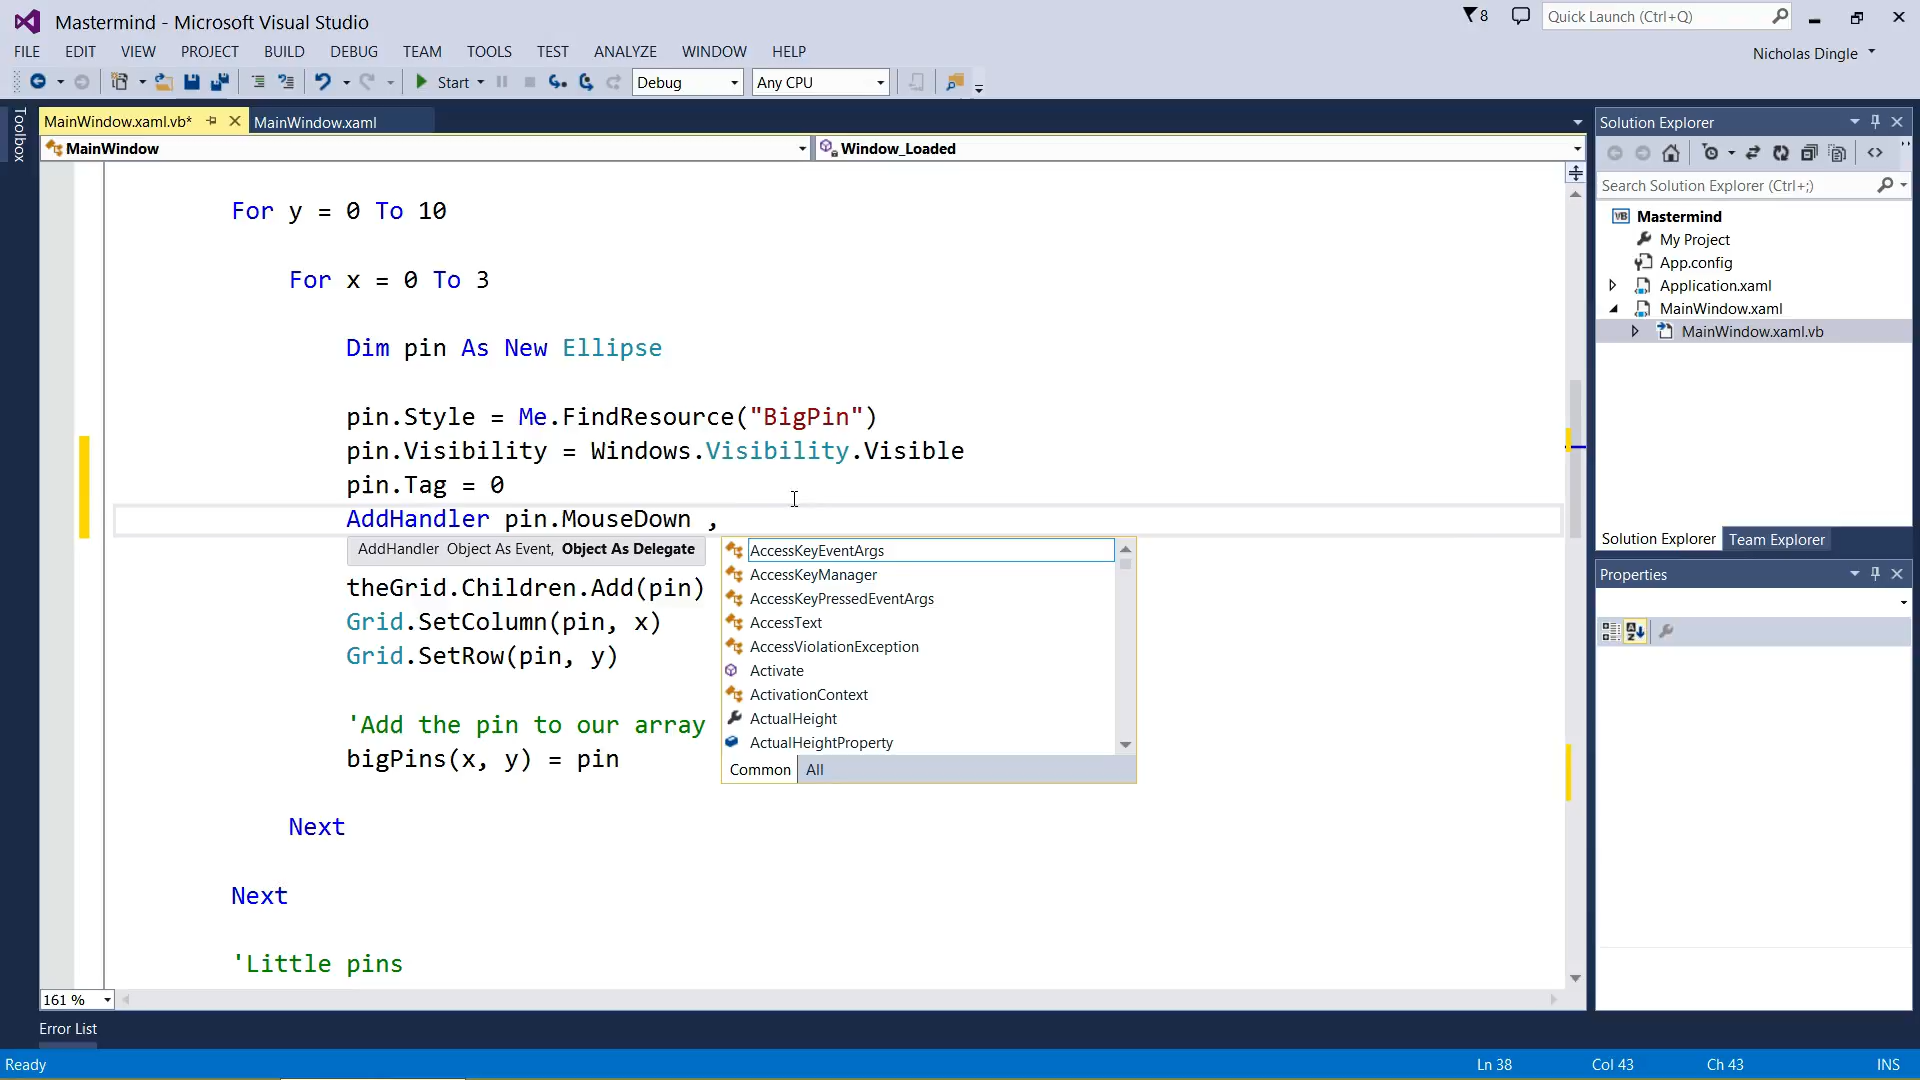 Mastermind - Microsoft Visual Studio
8
Quick Launch (Ctrl+Q)
FILE EDIT VIEW PROJECT BUILD DEBUG TEAM TOOLS TEST ANALYZE WINDOW HELP
Nicholas Dingle
Start Debug Any CPU
Toolbox
MainWindow.xaml.vb* MainWindow.xaml
MainWindow Window_Loaded
For y = 0 To 10
For x = 0 To 3
Dim pin As New Ellipse
pin.Style = Me.FindResource("BigPin")
pin.Visibility = Windows.Visibility.Visible
pin.Tag = 0
AddHandler pin.MouseDown ,
AddHandler Object As Event, Object As Delegate
theGrid.Children.Add(pin)
Grid.SetColumn(pin, x)
Grid.SetRow(pin, y)
'Add the pin to our array
bigPins(x, y) = pin
Next
Next
'Little pins
AccessKeyEventArgs
AccessKeyManager
AccessKeyPressedEventArgs
AccessText
AccessViolationException
Activate
ActivationContext
ActualHeight
ActualHeightProperty
Common All
161 %
Solution Explorer
Search Solution Explorer (Ctrl+;)
VB Mastermind
My Project
App.config
Application.xaml
MainWindow.xaml
MainWindow.xaml.vb
Solution Explorer Team Explorer
Properties
Error List
Ready Ln 38 Col 43 Ch 43 INS